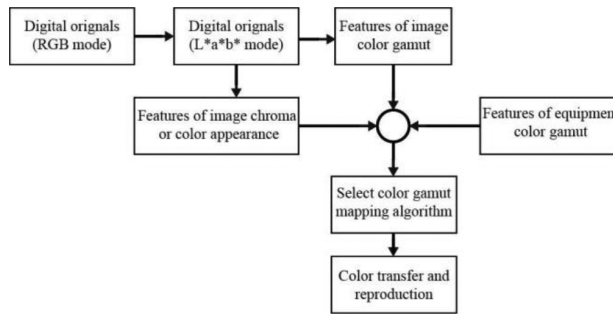 Digital orignals
(RGB mode)
Digital orignals
(L*a*b* mode)
Features of image
color gamut
Features of image chroma
or color appearance
Features of equipment
color gamut
Select color gamut
mapping algorithm
Color transfer and
reproduction